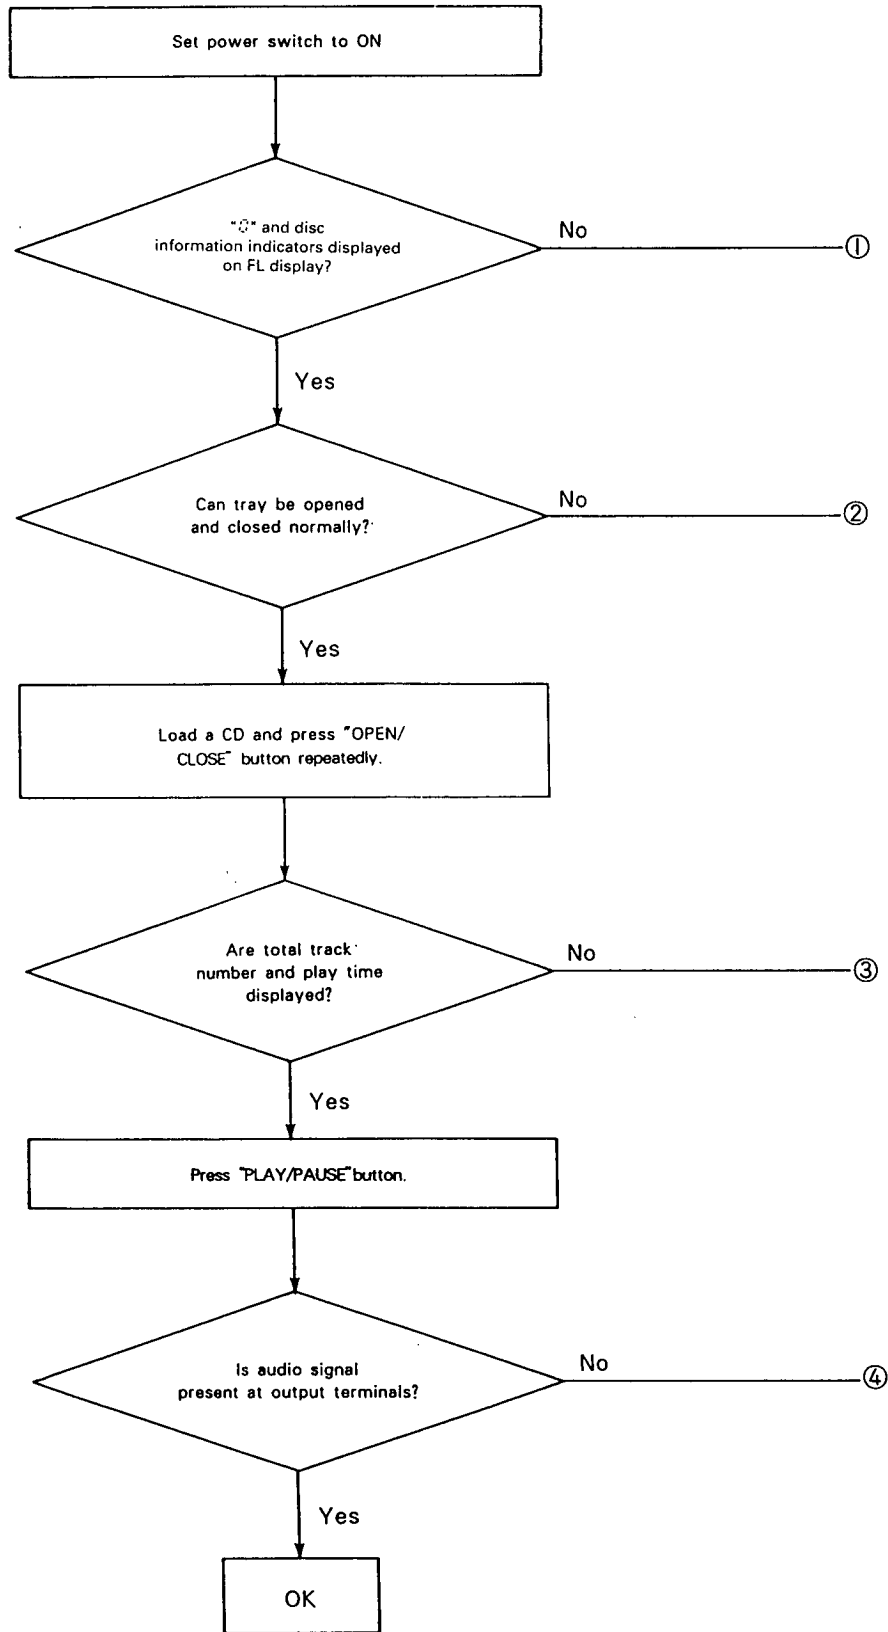 Set power switch to ON
"0" and disc
information indicators displayed
on FL display?
No
①
Yes
Can tray be opened
and closed normally?
No
②
Yes
Load a CD and press "OPEN/
CLOSE" button repeatedly.
Are total track
number and play time
displayed?
No
③
Yes
Press "PLAY/PAUSE" button.
Is audio signal
present at output terminals?
No
④
Yes
OK